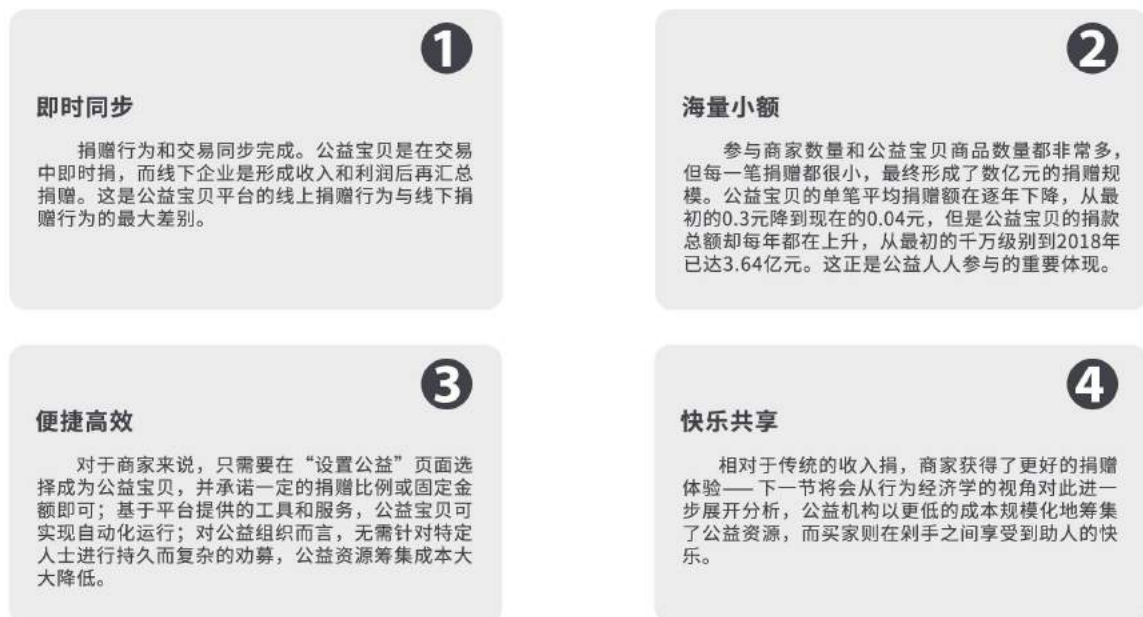 1
即时同步
捐赠行为和交易同步完成。公益宝贝是在交易
中即时捐，而线下企业是形成收入和利润后再汇总
捐赠。这是公益宝贝平台的线上捐赠行为与线下捐
赠行为的最大差别。
2
海量小额
参与商家数量和公益宝贝商品数量都非常多，
但每一笔捐赠都很小，最终形成了数亿元的捐赠规
模。公益宝贝的单笔平均捐赠额在逐年下降，从最
初的0.3元降到现在的0.04元，但是公益宝贝的捐款
总额却每年都在上升，从最初的千万级别到2018年
已达3.64亿元。这正是公益人人参与的重要体现。
3
便捷高效
对于商家来说，只需要在“设置公益”页面选
择成为公益宝贝，并承诺一定的捐赠比例或固定金
额即可；基于平台提供的工具和服务，公益宝贝可
实现自动化运行；对公益组织而言，无需针对特定
人士进行持久而复杂的劝募，公益资源筹集成本大
大降低。
4
快乐共享
相对于传统的收入捐，商家获得了更好的捐赠
体验——下一节将会从行为经济学的视角对此进一
步展开分析，公益机构以更低的成本规模化地筹集
了公益资源，而买家则在剁手之间享受到助人的快
乐。